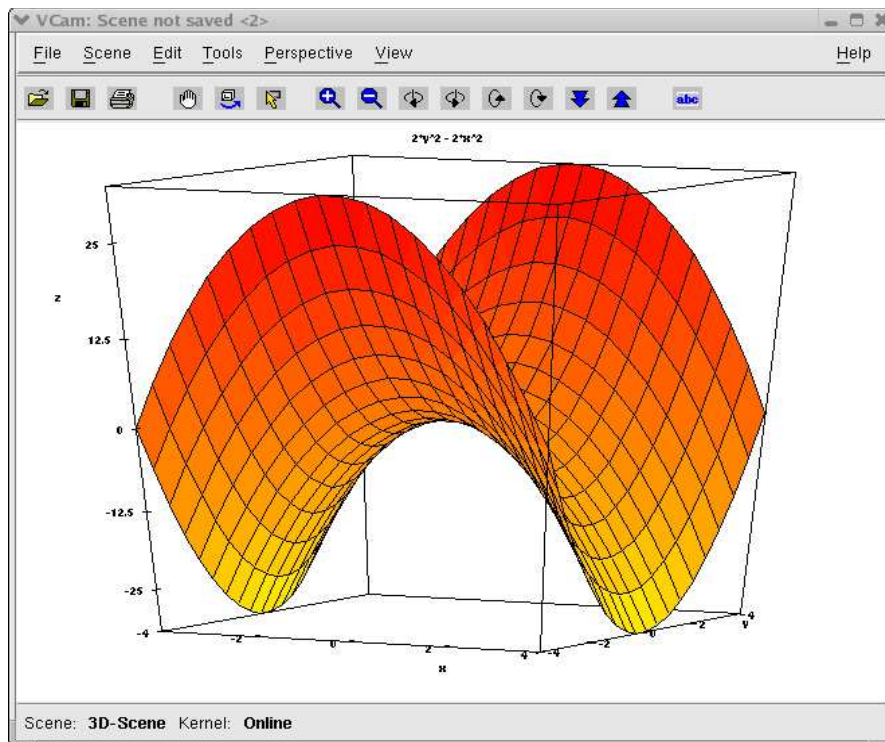 VCam: Scene not saved <2>
File Scene Edit Tools Perspective View Help
abc
2*y^2 - 2*x^2
25
z
12.5
0
-12.5
-25
-4 -2 0 2 4
x
-4 -2 0 2 4
y
Scene: 3D-Scene Kernel: Online